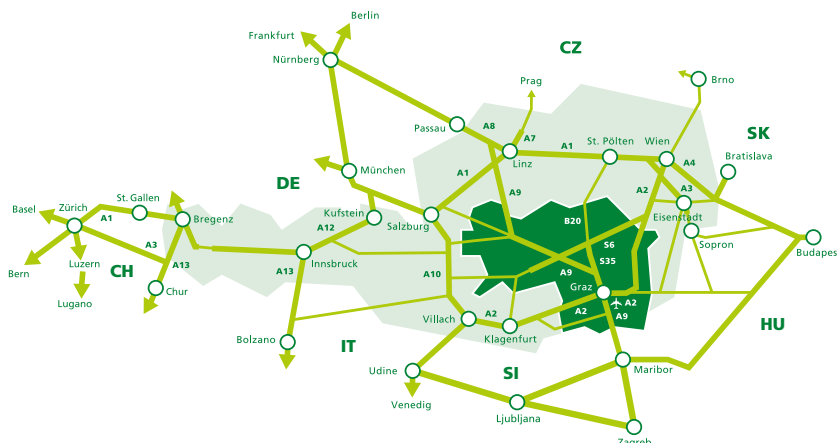 Berlin
Frankfurt
CZ
Nürnberg
Prag
Brno
Passau
A8
A7
SK
A1
St. Pölten
Wien
Linz
A4
Bratislava
DE
München
A1
A9
A2
A3
St. Gallen
Basel
Zürich
A1
Bregenz
Kufstein
A12
Salzburg
B20
Eisenstadt
Sopron
A3
Bern
Luzern
CH
A13
IT
Innsbruck
A13
A10
S6
S35
A9
Budapes
Chur
Lugano
Graz
A2
A9
A2
A2
Villach
Klagenfurt
HU
Bolzano
IT
Udine
SI
Maribor
Venedig
Ljubljana
Zagreb